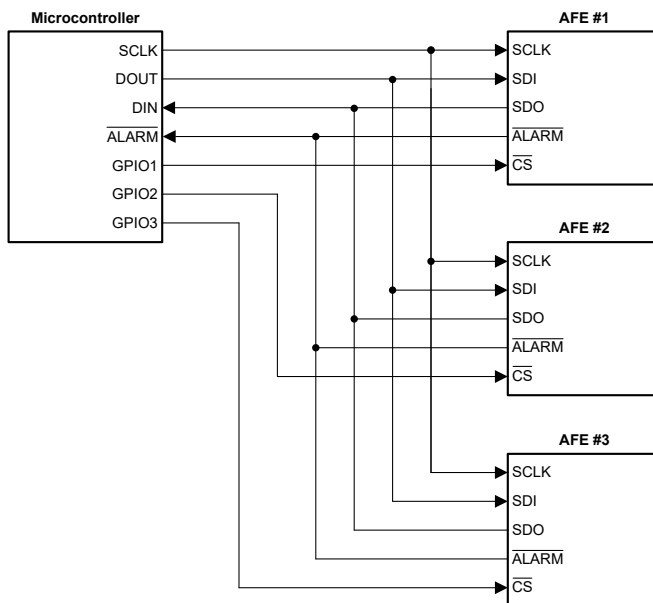 Microcontroller
SCLK
DOUT
DIN
ALARM
GPIO1
GPIO2
GPIO3
AFE #1
SCLK
SDI
SDO
ALARM
CS
AFE #2
SCLK
SDI
SDO
ALARM
CS
AFE #3
SCLK
SDI
SDO
ALARM
CS